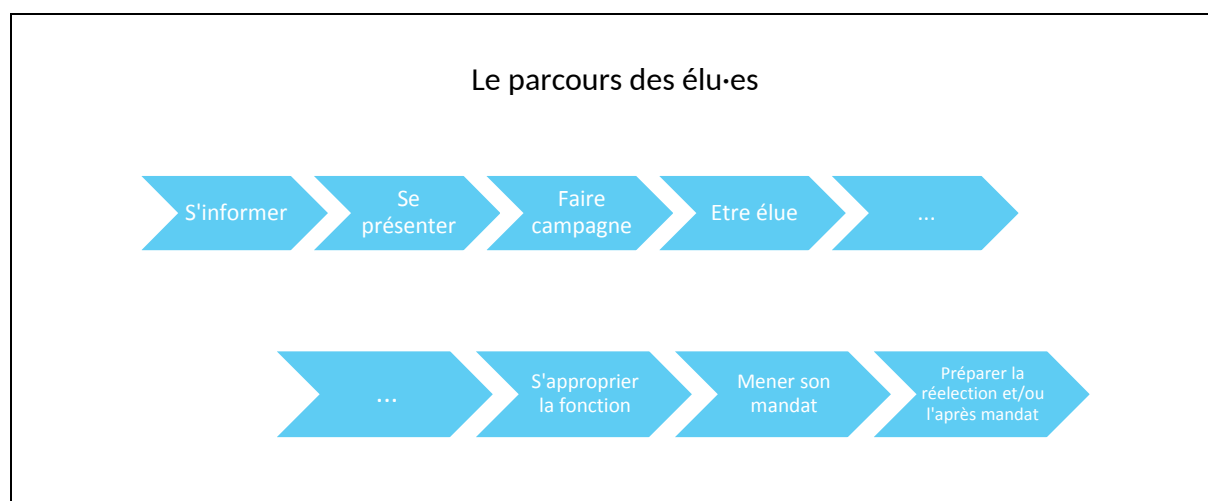 Le parcours des élu·es
S'informer
Se
présenter
Faire
campagne
Etre élue
...
...
S'approprier
la fonction
Mener son
mandat
Préparer la
réelection et/ou
l'après mandat